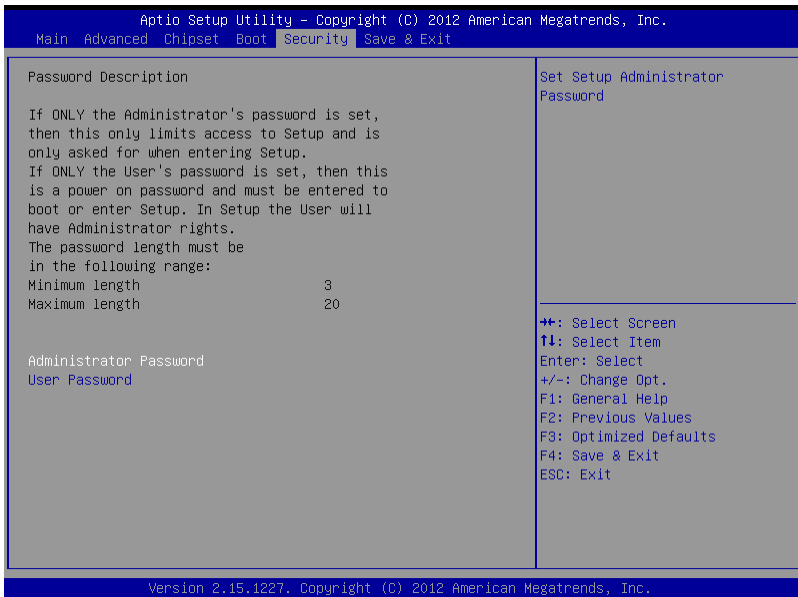 Aptio Setup Utility – Copyright (C) 2012 American Megatrends, Inc.
Main Advanced Chipset Boot Security Save & Exit
Password Description
If ONLY the Administrator's password is set,
then this only limits access to Setup and is
only asked for when entering Setup.
If ONLY the User's password is set, then this
is a power on password and must be entered to
boot or enter Setup. In Setup the User will
have Administrator rights.
The password length must be
in the following range:
Minimum length 3
Maximum length 20
Administrator Password
User Password
Set Setup Administrator
Password
→←: Select Screen
↑↓: Select Item
Enter: Select
+/-: Change Opt.
F1: General Help
F2: Previous Values
F3: Optimized Defaults
F4: Save & Exit
ESC: Exit
Version 2.15.1227. Copyright (C) 2012 American Megatrends, Inc.